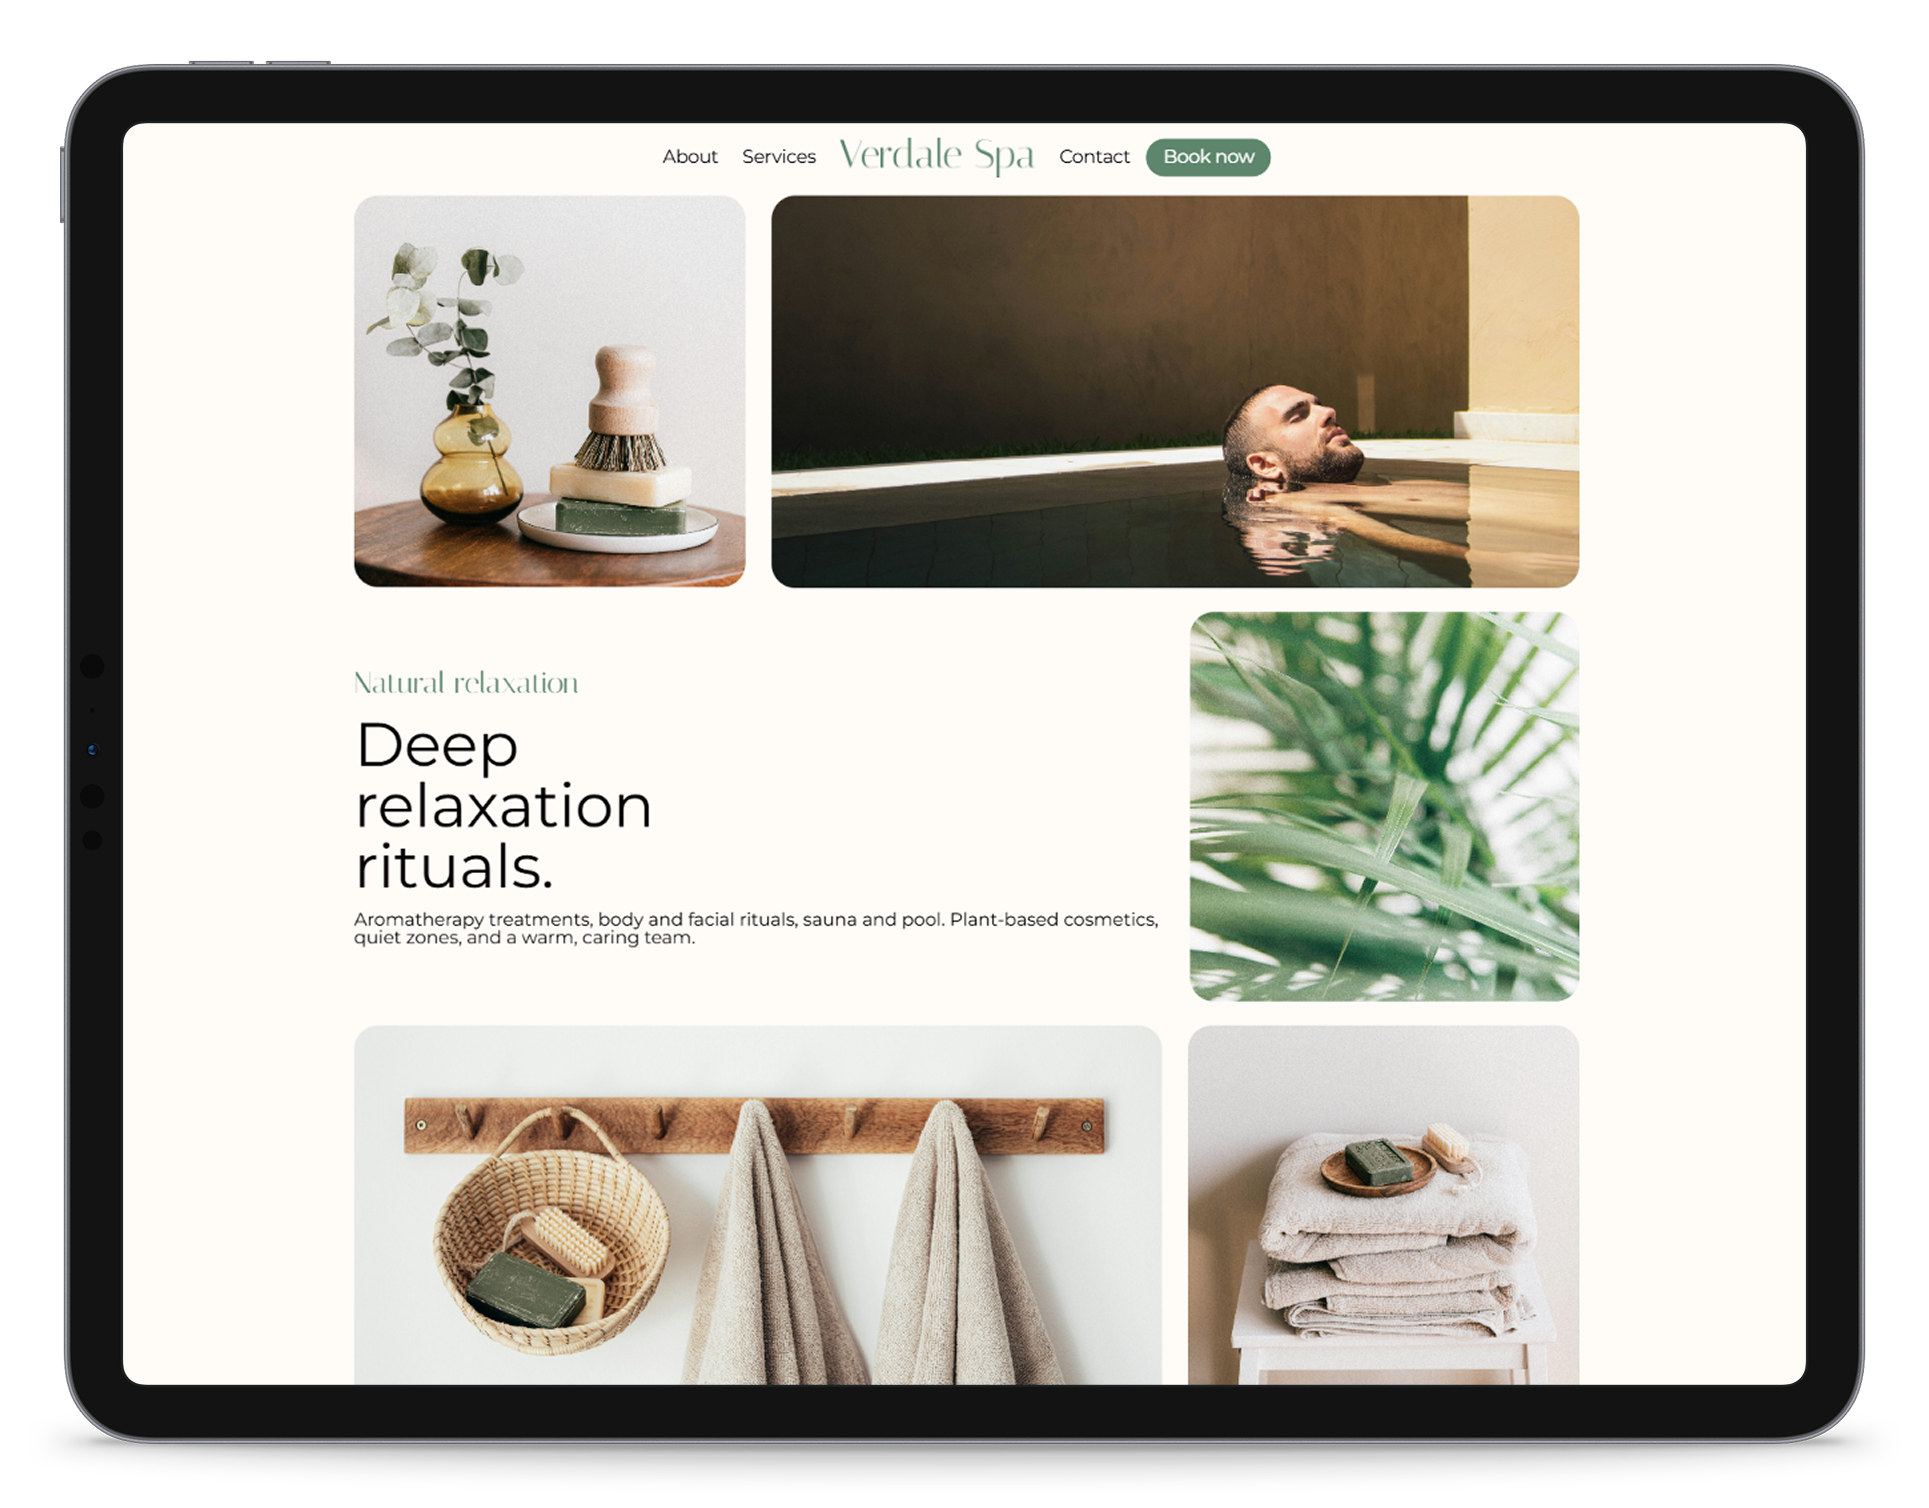 About Services Verdale Spa Contact Book now
Natural relaxation
Deep
relaxation
rituals.
Aromatherapy treatments, body and facial rituals, sauna and pool. Plant-based cosmetics,
quiet zones, and a warm, caring team.